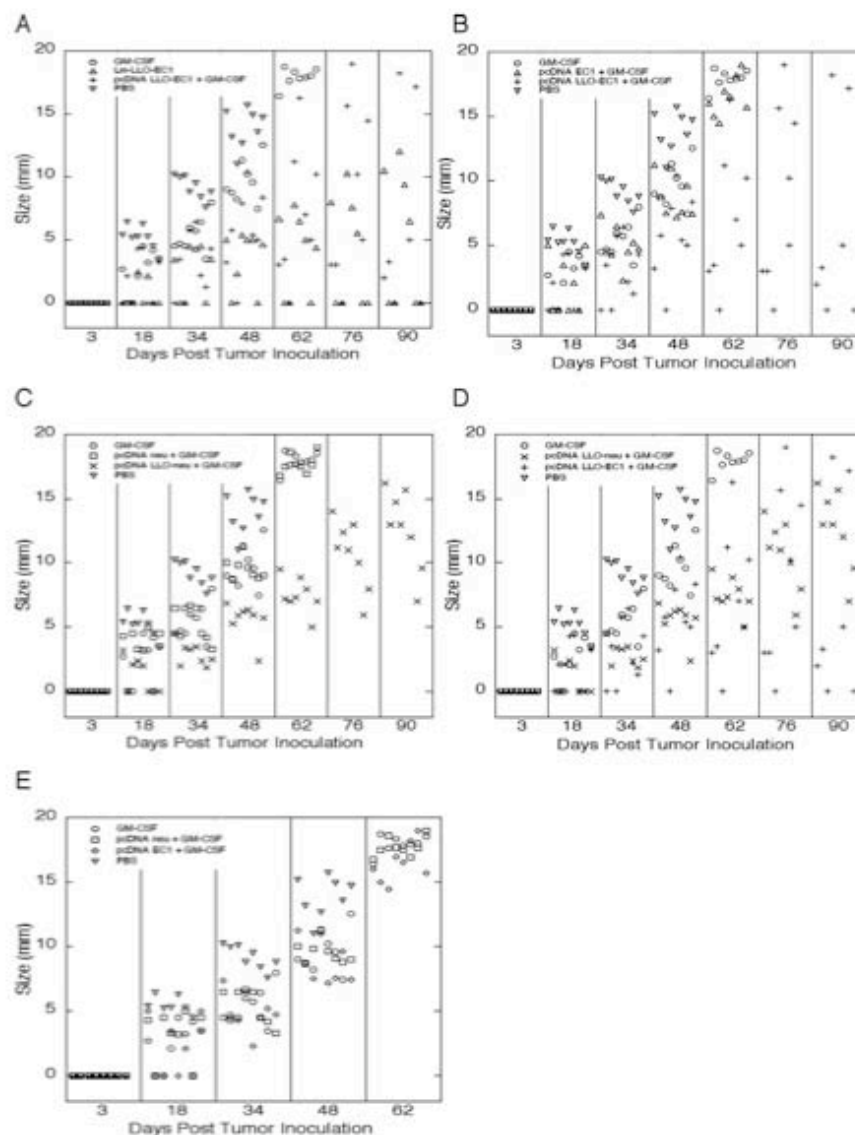 A
20
15
10
5
0
Size (mm)
GM-CSF
Lm-LLO-EC1
pcDNA LLO-EC1 + GM-CSF
PBS
3 18 34 48 62 76 90
Days Post Tumor Inoculation
B
20
15
10
5
0
Size (mm)
GM-CSF
pcDNA EC1 + GM-CSF
pcDNA LLO-EC1 + GM-CSF
PBS
3 18 34 48 62 76 90
Days Post Tumor Inoculation
C
20
15
10
5
0
Size (mm)
GM-CSF
pcDNA neu + GM-CSF
pcDNA LLO-neu + GM-CSF
PBS
3 18 34 48 62 76 90
Days Post Tumor Inoculation
D
20
15
10
5
0
Size (mm)
GM-CSF
pcDNA LLO-neu + GM-CSF
pcDNA LLO-EC1 + GM-CSF
PBS
3 18 34 48 62 76 90
Days Post Tumor Inoculation
E
20
15
10
5
0
Size (mm)
GM-CSF
pcDNA neu + GM-CSF
pcDNA EC1 + GM-CSF
PBS
3 18 34 48 62
Days Post Tumor Inoculation